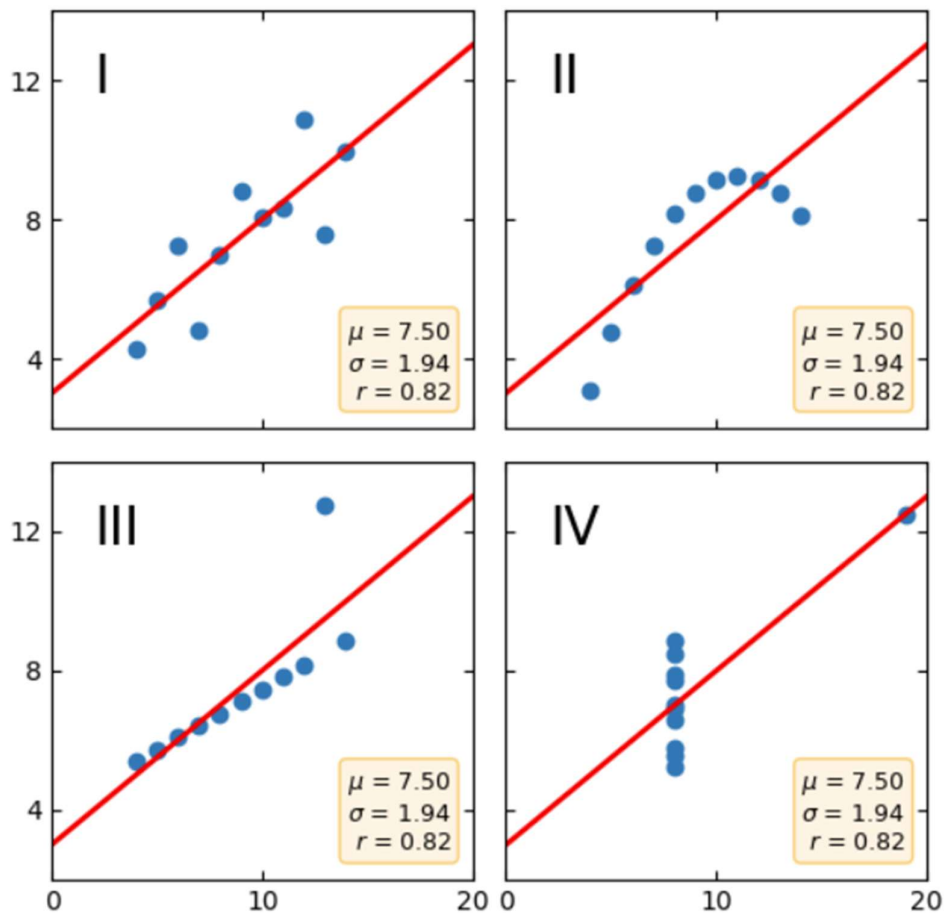 I
II
12
8
4
μ = 7.50
σ = 1.94
r = 0.82
μ = 7.50
σ = 1.94
r = 0.82
III
IV
12
8
4
μ = 7.50
σ = 1.94
r = 0.82
μ = 7.50
σ = 1.94
r = 0.82
0
10
20
0
10
20